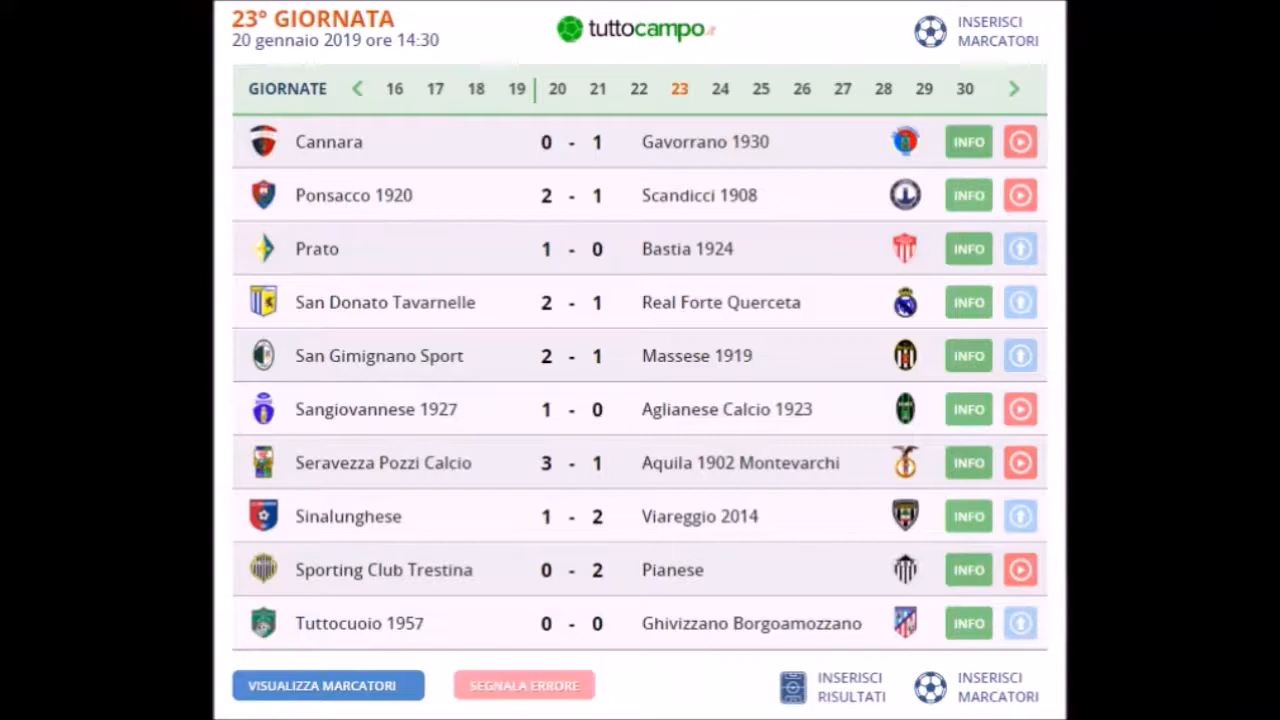 23° GIORNATA
20 gennaio 2019 ore 14:30
tuttocampo.it
INSERISCI
MARCATORI
GIORNATE 16 17 18 19 20 21 22 23 24 25 26 27 28 29 30
Cannara 0 - 1 Gavorrano 1930 INFO
Ponsacco 1920 2 - 1 Scandicci 1908 INFO
Prato 1 - 0 Bastia 1924 INFO
San Donato Tavarnelle 2 - 1 Real Forte Querceta INFO
San Gimignano Sport 2 - 1 Massese 1919 INFO
Sangiovannese 1927 1 - 0 Aglianese Calcio 1923 INFO
Seravezza Pozzi Calcio 3 - 1 Aquila 1902 Montevarchi INFO
Sinalunghese 1 - 2 Viareggio 2014 INFO
Sporting Club Trestina 0 - 2 Pianese INFO
Tuttocuoio 1957 0 - 0 Ghivizzano Borgoamozzano INFO
VISUALIZZA MARCATORI
SEGNALA ERRORE
INSERISCI
RISULTATI
INSERISCI
MARCATORI